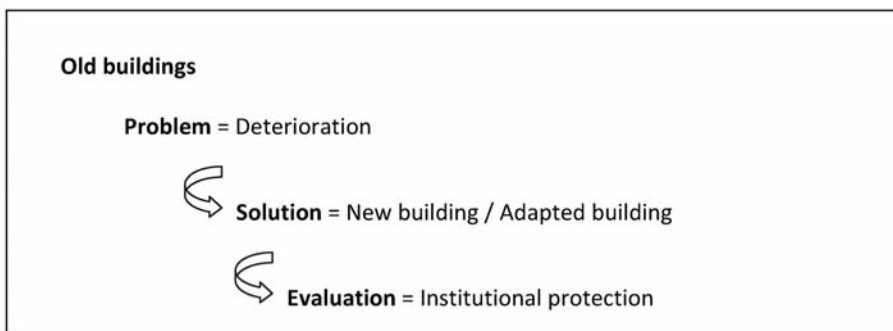 Old buildings
Problem = Deterioration
Solution = New building / Adapted building
Evaluation = Institutional protection